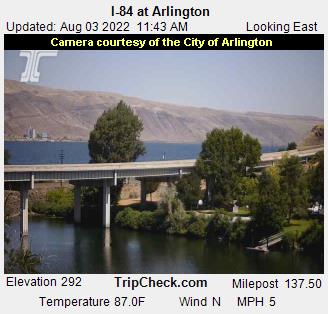 I-84 at Arlington
Updated: Aug 03 2022 11:43 AM Looking East
Camera courtesy of the City of Arlington
Elevation 292 TripCheck.com Milepost 137.50
Temperature 87.0F Wind N MPH 5